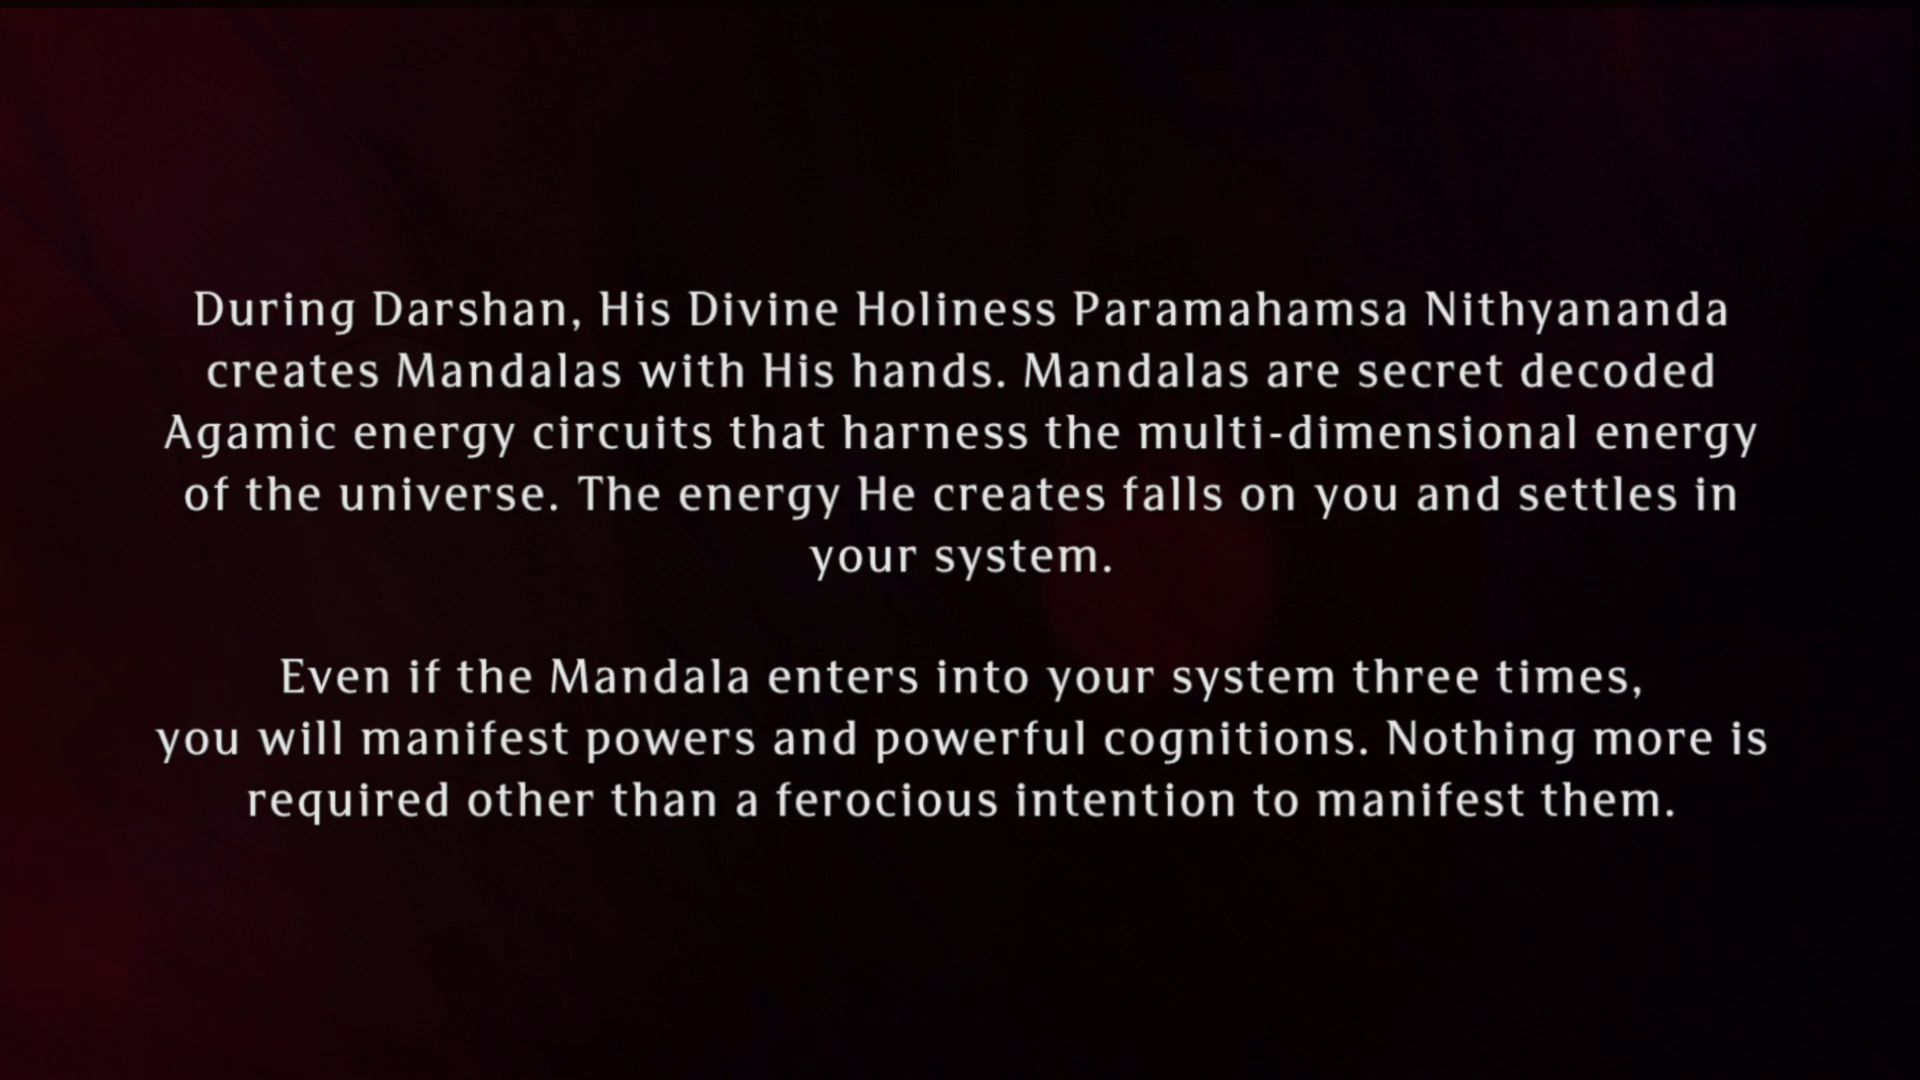 During Darshan, His Divine Holiness Paramahamsa Nithyananda
creates Mandalas with His hands. Mandalas are secret decoded
Agamic energy circuits that harness the multi-dimensional energy
of the universe. The energy He creates falls on you and settles in
your system.
Even if the Mandala enters into your system three times,
you will manifest powers and powerful cognitions. Nothing more is
required other than a ferocious intention to manifest them.